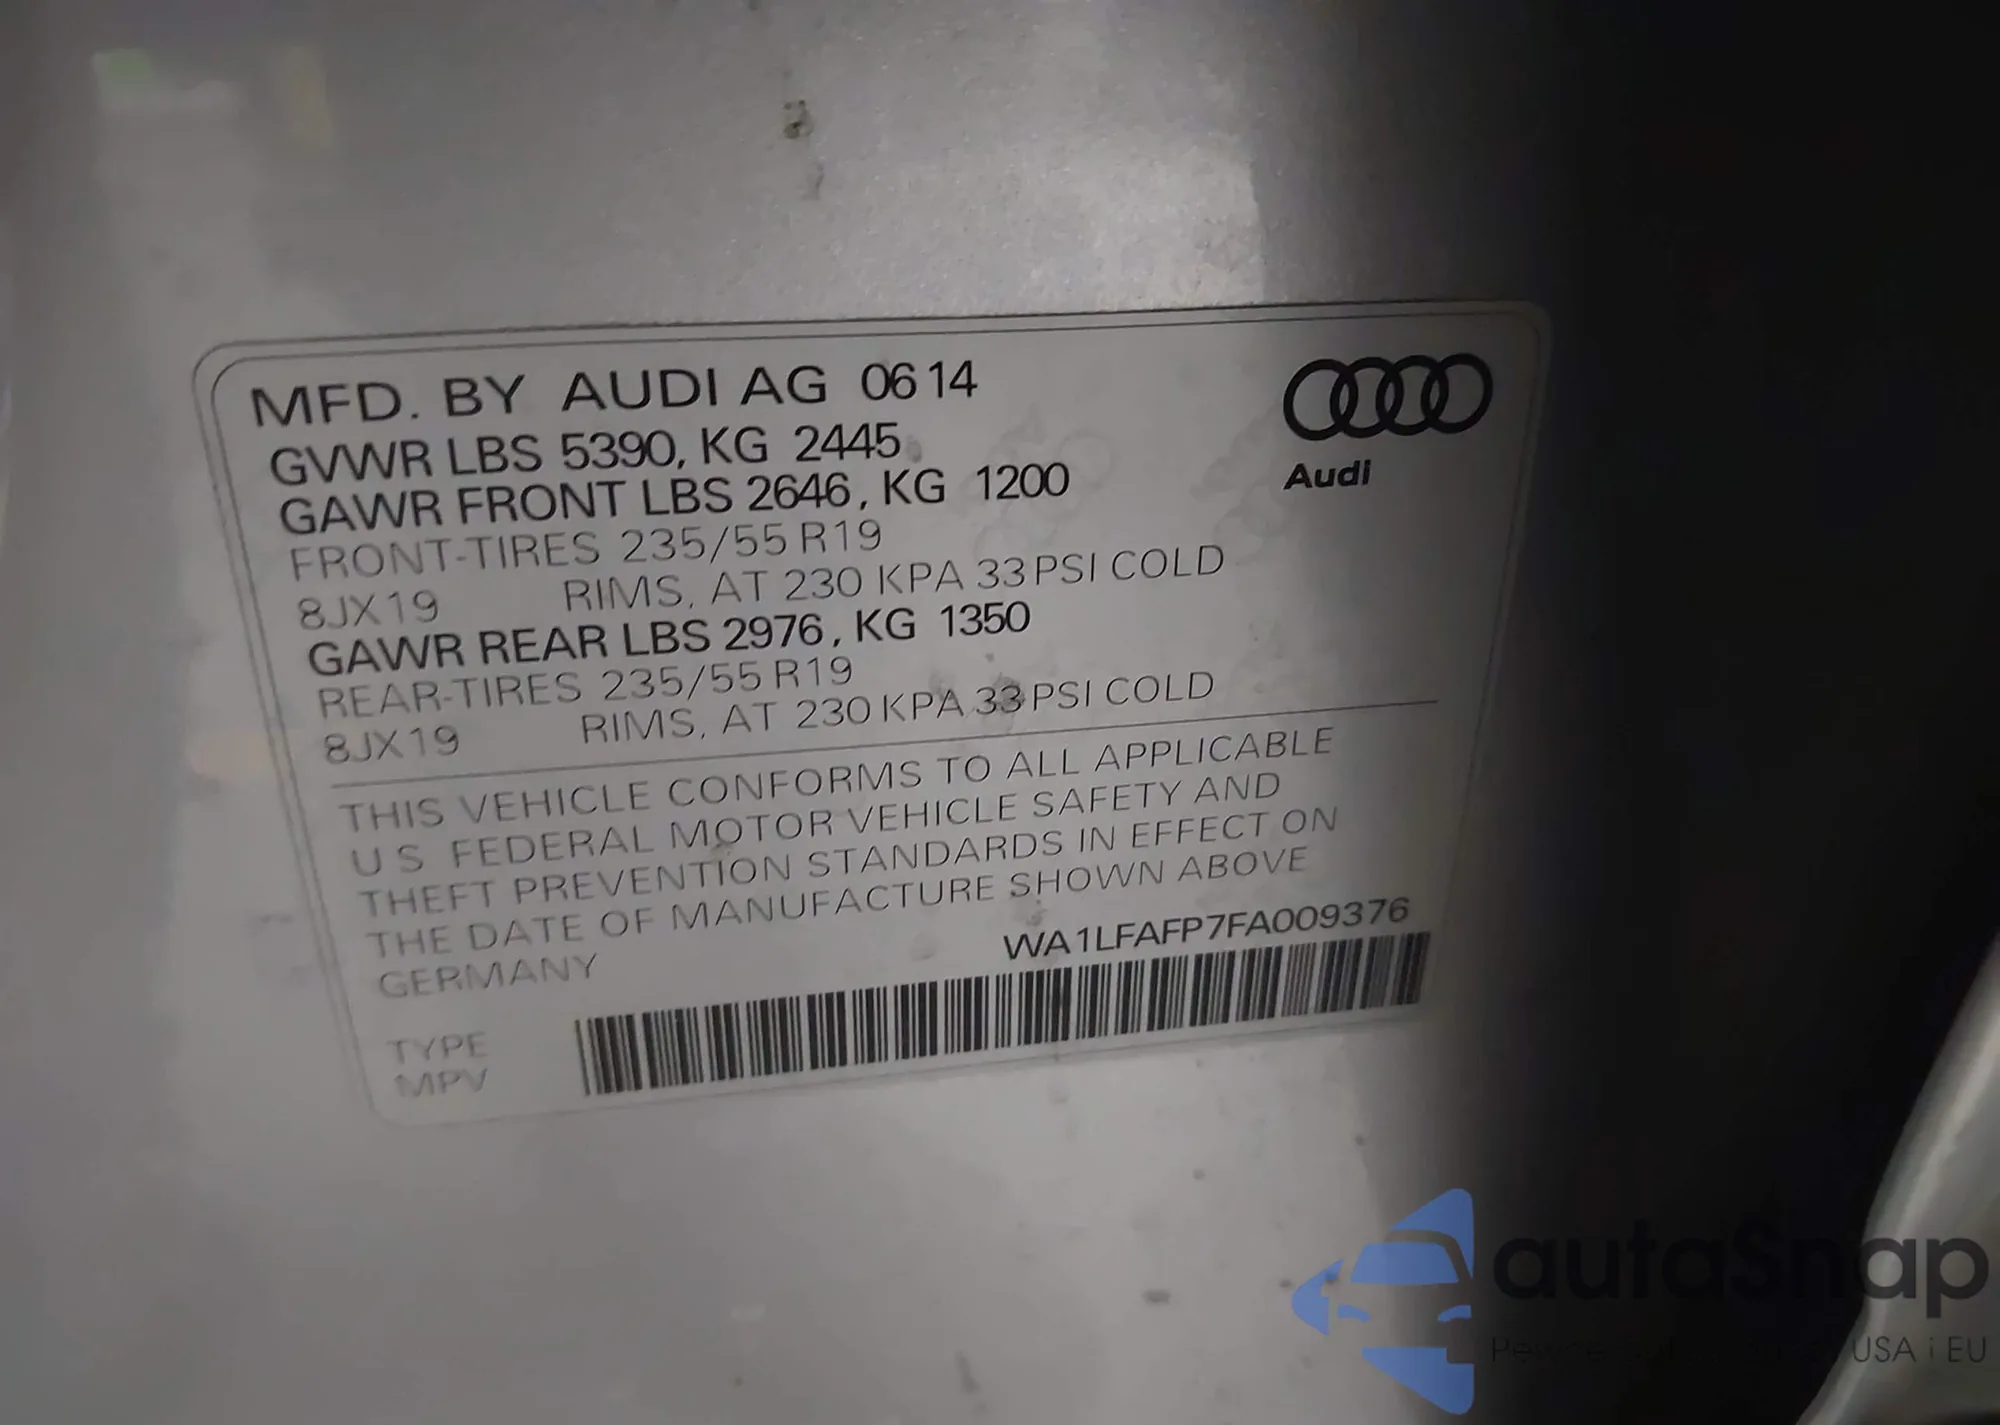 MFD. BY AUDI AG 0614
GVWR LBS 5390, KG 2445
GAWR FRONT LBS 2646, KG 1200
FRONT-TIRES 235/55 R19
8JX19 RIMS, AT 230 KPA 33 PSI COLD
GAWR REAR LBS 2976, KG 1350
REAR-TIRES 235/55 R19
8JX19 RIMS, AT 230 KPA 33 PSI COLD
Audi
THIS VEHICLE CONFORMS TO ALL APPLICABLE
U S FEDERAL MOTOR VEHICLE SAFETY AND
THEFT PREVENTION STANDARDS IN EFFECT ON
THE DATE OF MANUFACTURE SHOWN ABOVE
GERMANY
WA1LFAFP7FA009376
TYPE
MPV
autaSnap
USA i EU